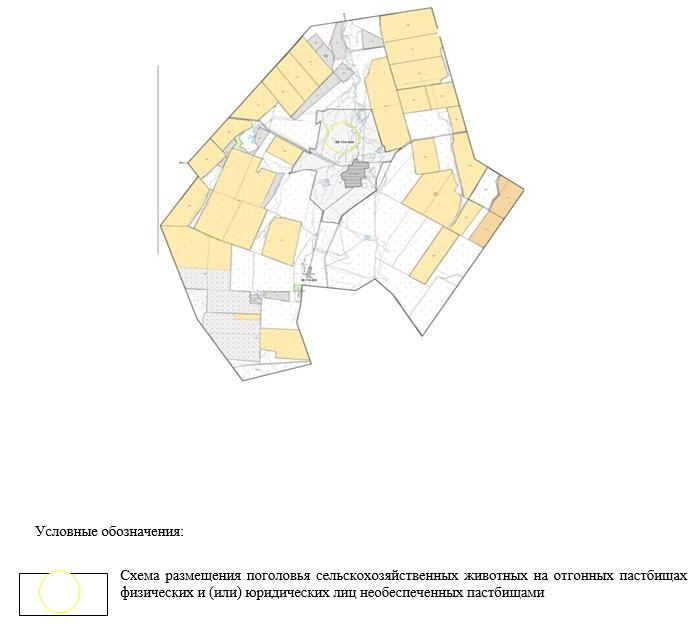 Условные обозначения:
Схема размещения поголовья сельскохозяйственных животных на отгонных пастбищах
физических и (или) юридических лиц необеспеченных пастбищами